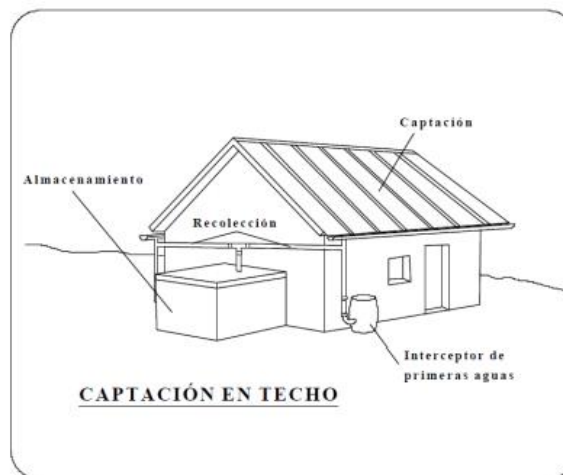 Captación
Almacenamiento
Recolección
Interceptor de
primeras aguas
CAPTACIÓN EN TECHO